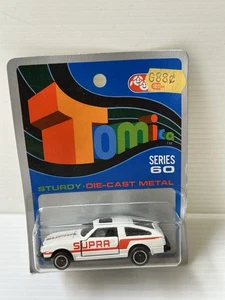 688¢
Tomica
SERIES
60
STURDY-DIE-CAST METAL
SUPRA